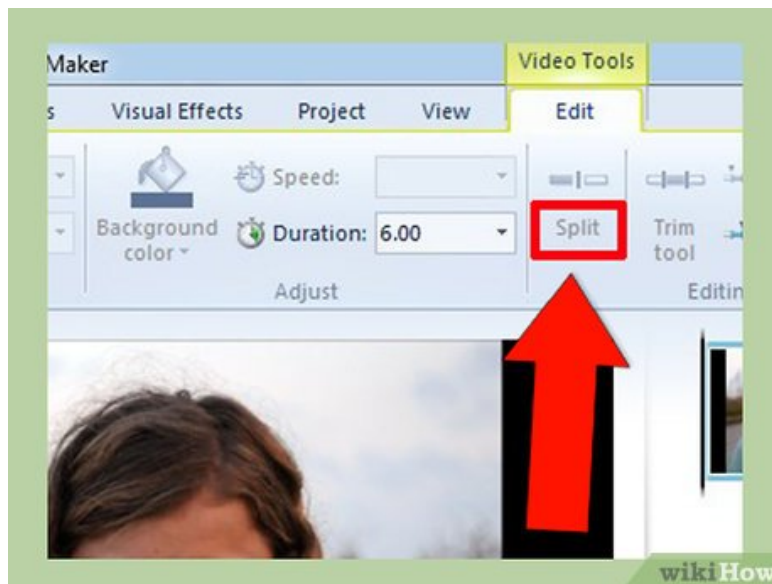 Maker
Video Tools
s Visual Effects Project View Edit
Speed:
Background color
Duration: 6.00
Split
Trim tool
Adjust
Editin
wikiHow